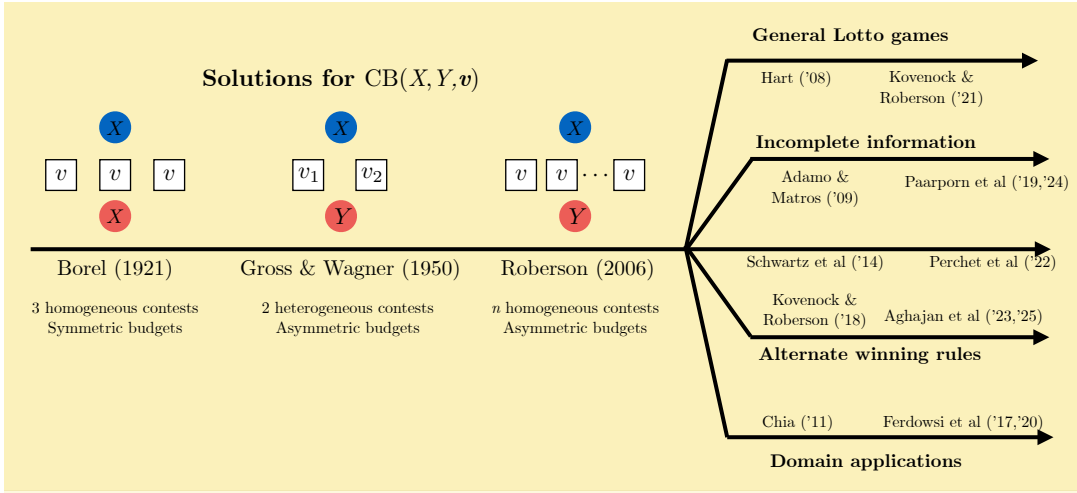 Solutions for CB(X, Y, v)
X
v v v
X
Borel (1921)
3 homogeneous contests
Symmetric budgets
X
v₁ v₂
Y
Gross & Wagner (1950)
2 heterogeneous contests
Asymmetric budgets
X
v v ⋯ v
Y
Roberson (2006)
n homogeneous contests
Asymmetric budgets
General Lotto games
Hart ('08)
Kovenock &
Roberson ('21)
Incomplete information
Adamo &
Matros ('09)
Paarporn et al ('19,'24)
Schwartz et al ('14)
Perchet et al ('22)
Kovenock &
Roberson ('18)
Aghajan et al ('23,'25)
Alternate winning rules
Chia ('11)
Ferdowsi et al ('17,'20)
Domain applications